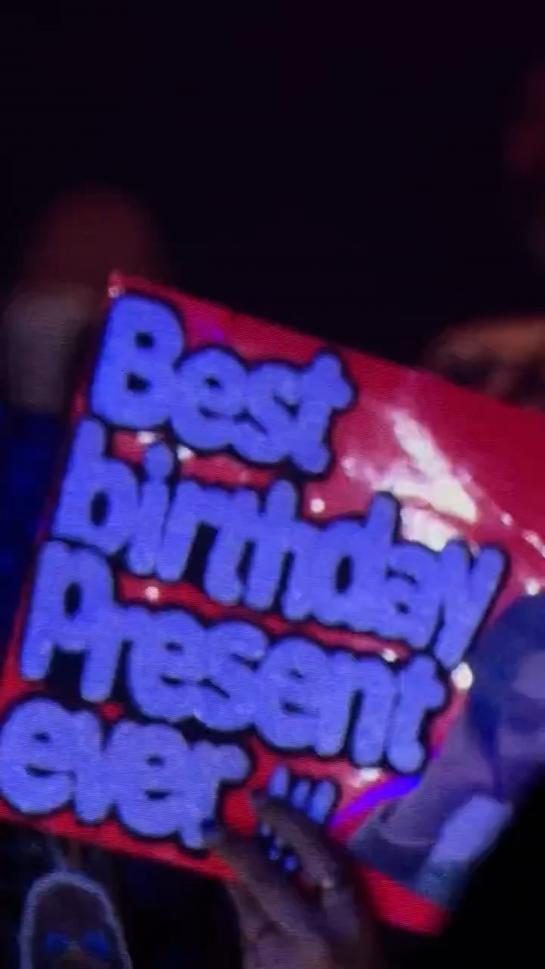 Best
birthday
Present
ever !!!